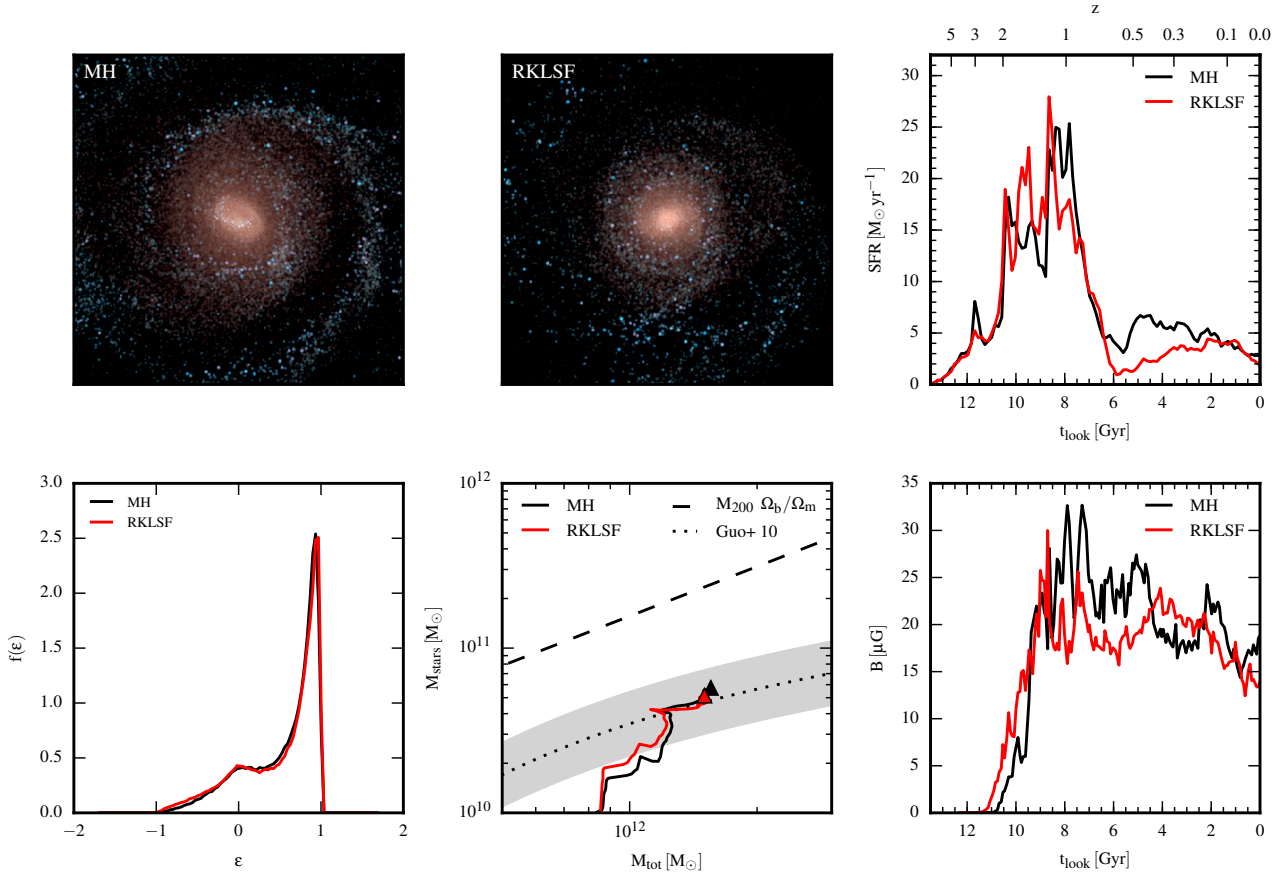 MH
RKLSF
z
5 3 2 1 0.5 0.3 0.1 0.0
MH
RKLSF
SFR [M⊙ yr⁻¹]
30
25
20
15
10
5
0
12 10 8 6 4 2 0
t_look [Gyr]
MH
RKLSF
f(ε)
3.0
2.5
2.0
1.5
1.0
0.5
0.0
−2 −1 0 1 2
ε
MH
RKLSF
M₂₀₀ Ω_b/Ω_m
Guo+ 10
M_stars [M⊙]
10¹²
10¹¹
10¹⁰
10¹²
M_tot [M⊙]
MH
RKLSF
B [μG]
35
30
25
20
15
10
5
0
12 10 8 6 4 2 0
t_look [Gyr]